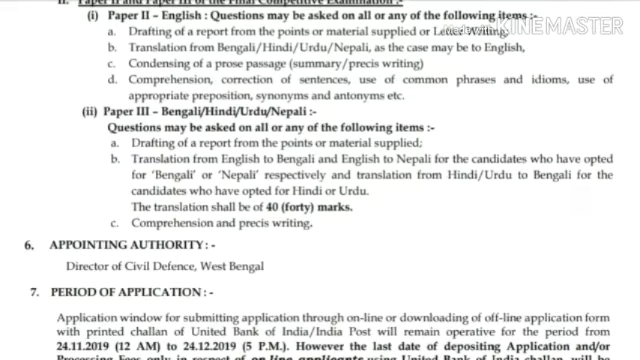 II. Paper II and Paper III of the Final Competitive Examination :-
(i) Paper II – English : Questions may be asked on all or any of the following items :-
a. Drafting of a report from the points or material supplied or Letter Writing;
b. Translation from Bengali/Hindi/Urdu/Nepali, as the case may be to English,
c. Condensing of a prose passage (summary/precis writing)
d. Comprehension, correction of sentences, use of common phrases and idioms, use of
appropriate preposition, synonyms and antonyms etc.
(ii) Paper III – Bengali/Hindi/Urdu/Nepali :-
Questions may be asked on all or any of the following items :-
a. Drafting of a report from the points or material supplied;
b. Translation from English to Bengali and English to Nepali for the candidates who have opted
for 'Bengali' or 'Nepali' respectively and translation from Hindi/Urdu to Bengali for the
candidates who have opted for Hindi or Urdu.
The translation shall be of 40 (forty) marks.
c. Comprehension and precis writing.
6. APPOINTING AUTHORITY : -
Director of Civil Defence, West Bengal
7. PERIOD OF APPLICATION : -
Application window for submitting application through on-line or downloading of off-line application form
with printed challan of United Bank of India/India Post will remain operative for the period from
24.11.2019 (12 AM) to 24.12.2019 (5 P.M.). However the last date of depositing Application and/or
Processing Fees only in respect of on-line applicants using United Bank of India challan will be
KINEMASTER